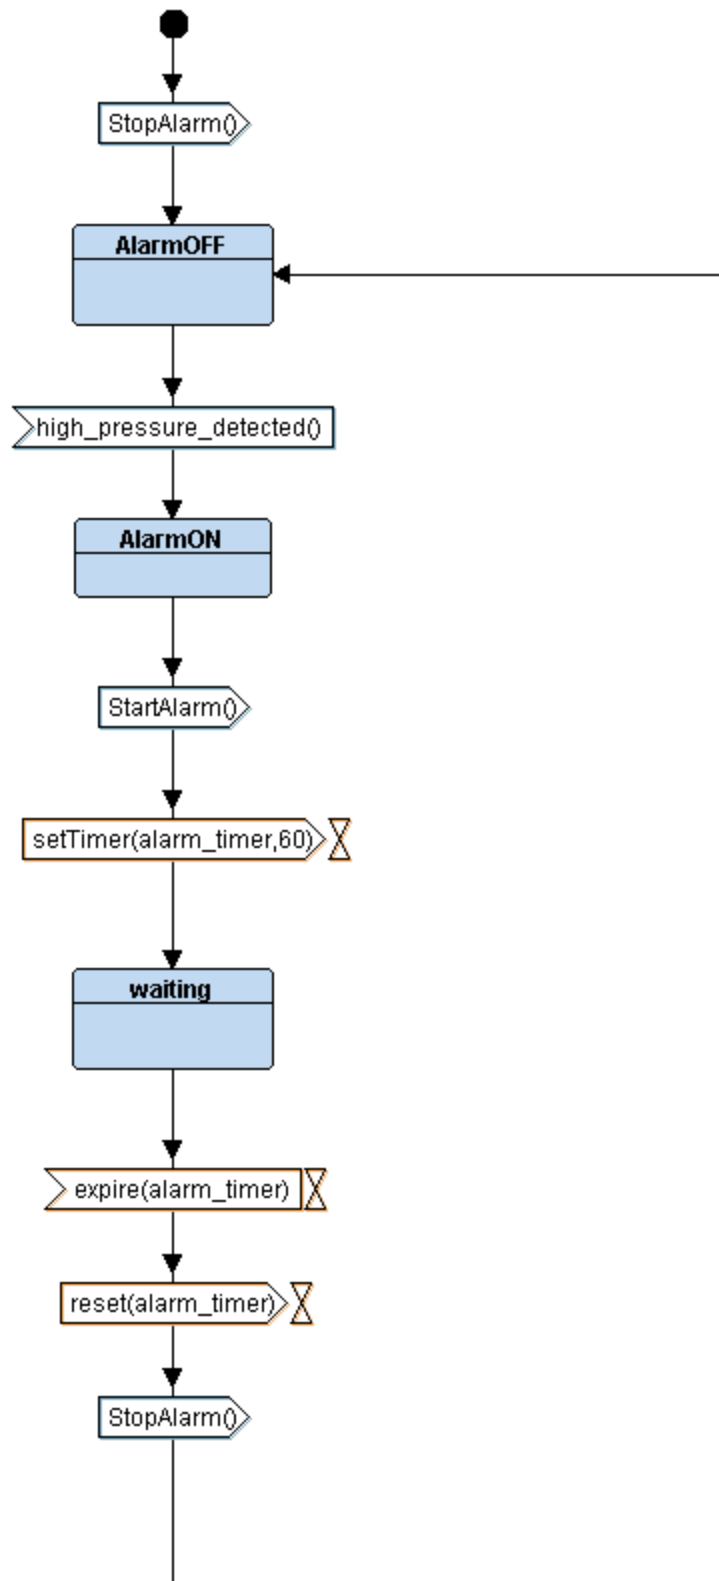 StopAlarm()
AlarmOFF
high_pressure_detected()
AlarmON
StartAlarm()
setTimer(alarm_timer,60)
waiting
expire(alarm_timer)
reset(alarm_timer)
StopAlarm()